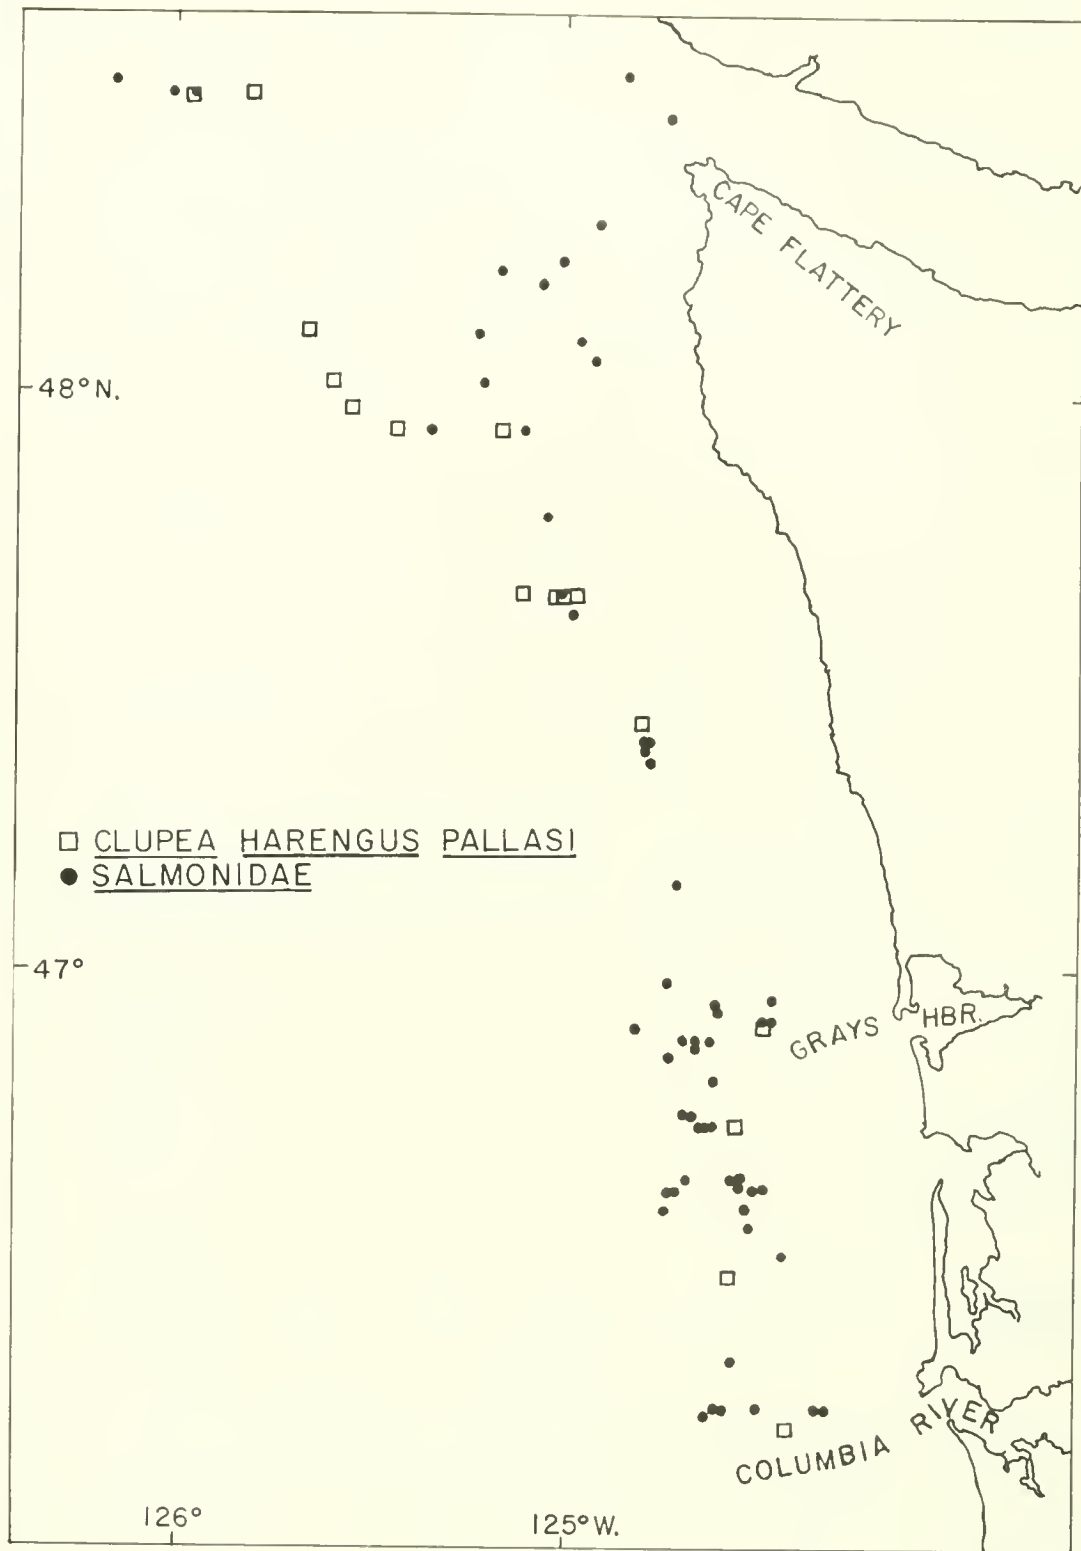 CAPE FLATTERY
48°N.
CLUPEA HARENGUS PALLASI
SALMONIDAE
47°
GRAYS HBR.
COLUMBIA RIVER
126°
125°W.